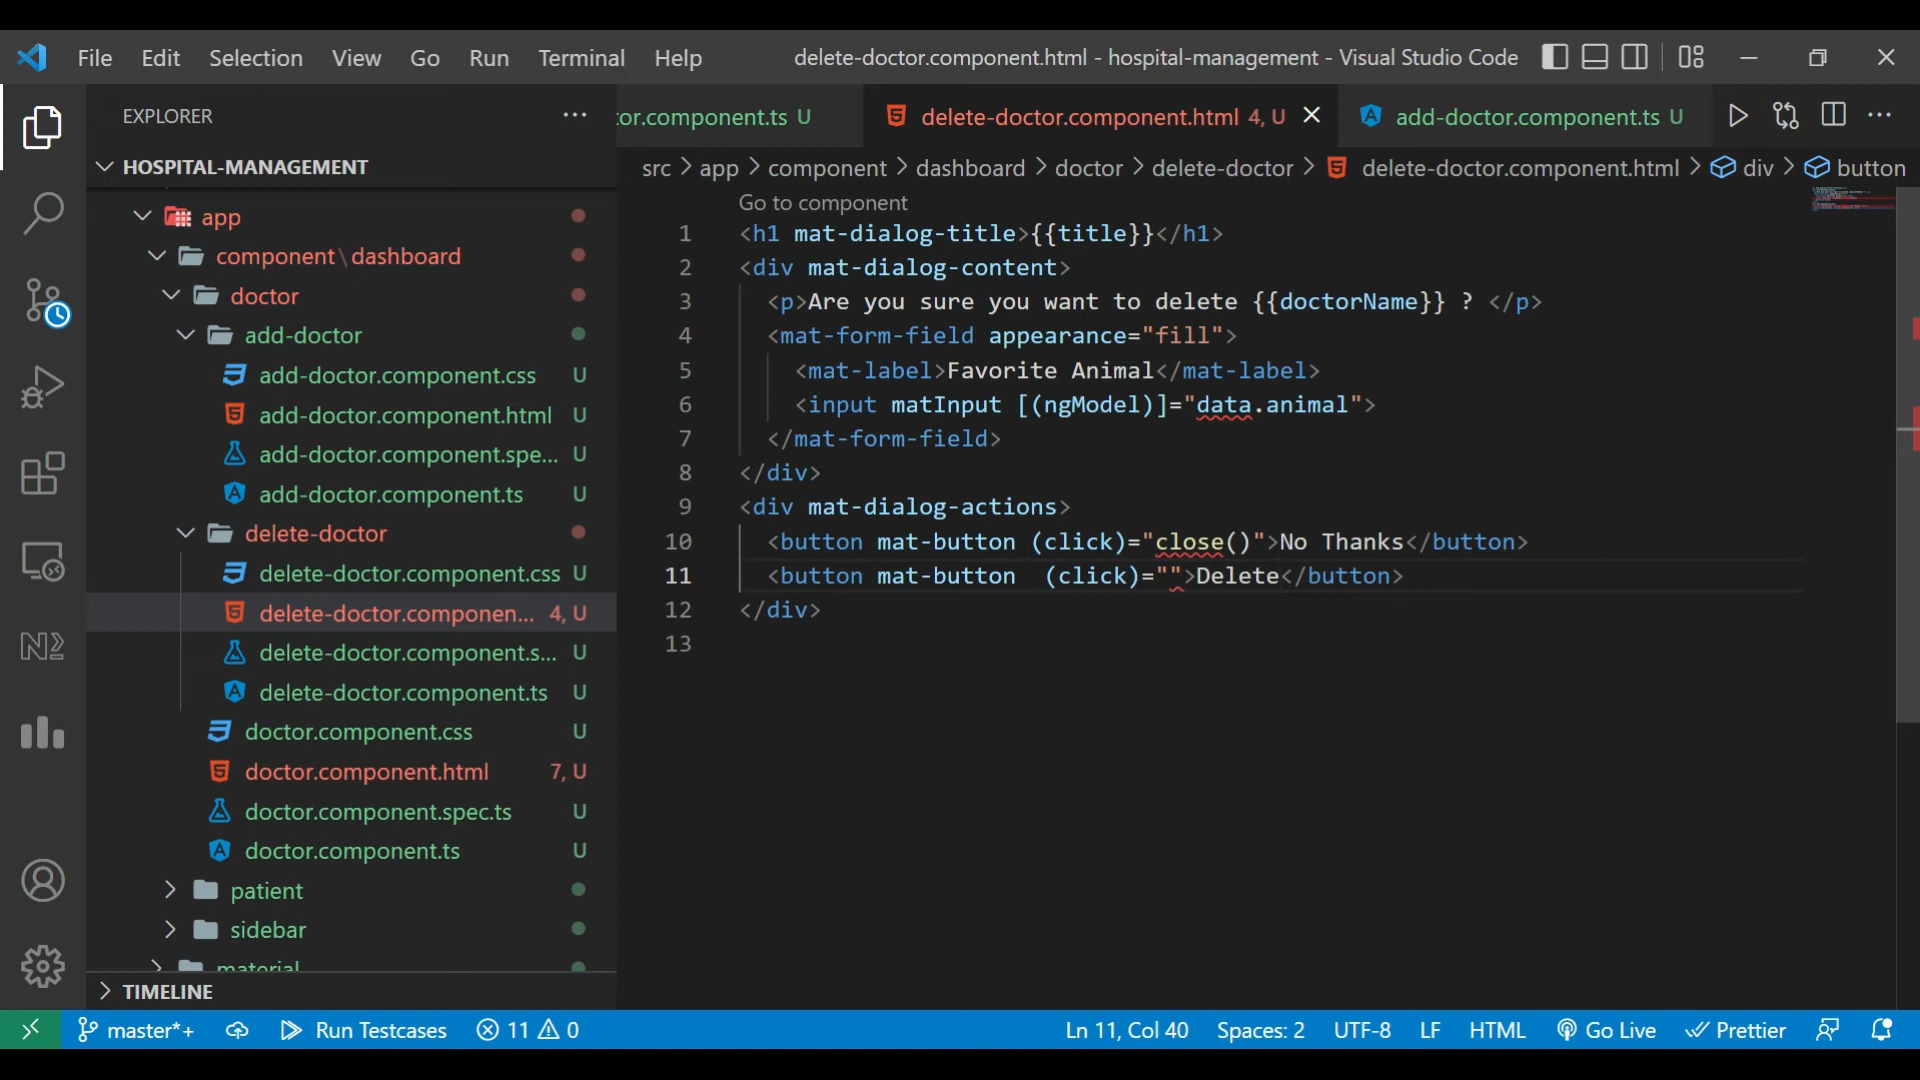 File Edit Selection View Go Run Terminal Help delete-doctor.component.html - hospital-management - Visual Studio Code
EXPLORER
HOSPITAL-MANAGEMENT
app
component\dashboard
doctor
add-doctor
add-doctor.component.css U
add-doctor.component.html U
add-doctor.component.spe... U
add-doctor.component.ts U
delete-doctor
delete-doctor.component.css U
delete-doctor.componen... 4, U
delete-doctor.component.s... U
delete-doctor.component.ts U
doctor.component.css U
doctor.component.html 7, U
doctor.component.spec.ts U
doctor.component.ts U
patient
sidebar
material
TIMELINE
tor.component.ts U delete-doctor.component.html 4, U add-doctor.component.ts U
src > app > component > dashboard > doctor > delete-doctor > delete-doctor.component.html > div > button
Go to component
1 <h1 mat-dialog-title>{{title}}</h1>
2 <div mat-dialog-content>
3 <p>Are you sure you want to delete {{doctorName}} ? </p>
4 <mat-form-field appearance="fill">
5 <mat-label>Favorite Animal</mat-label>
6 <input matInput [(ngModel)]="data.animal">
7 </mat-form-field>
8 </div>
9 <div mat-dialog-actions>
10 <button mat-button (click)="close()">No Thanks</button>
11 <button mat-button  (click)="">Delete</button>
12 </div>
13
master*+ Run Testcases 11 0 Ln 11, Col 40 Spaces: 2 UTF-8 LF HTML Go Live Prettier